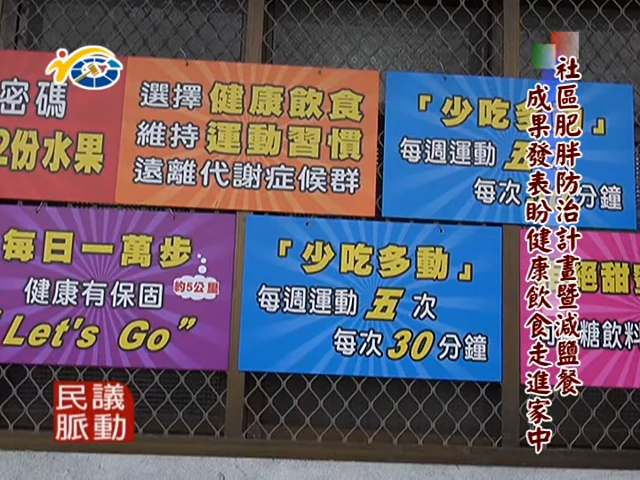 密碼
2份水果
選擇健康飲食
維持運動習慣
遠離代謝症候群
「少吃多動」
每週運動 五
每次 分鐘
每日一萬步
健康有保固
約5公里
Let's Go”
「少吃多動」
每週運動 五 次
每次30分鐘
絕甜
糖飲料
社區肥胖防治計畫暨減鹽餐
成果發表盼健康飲食走進家中
民議
脈動